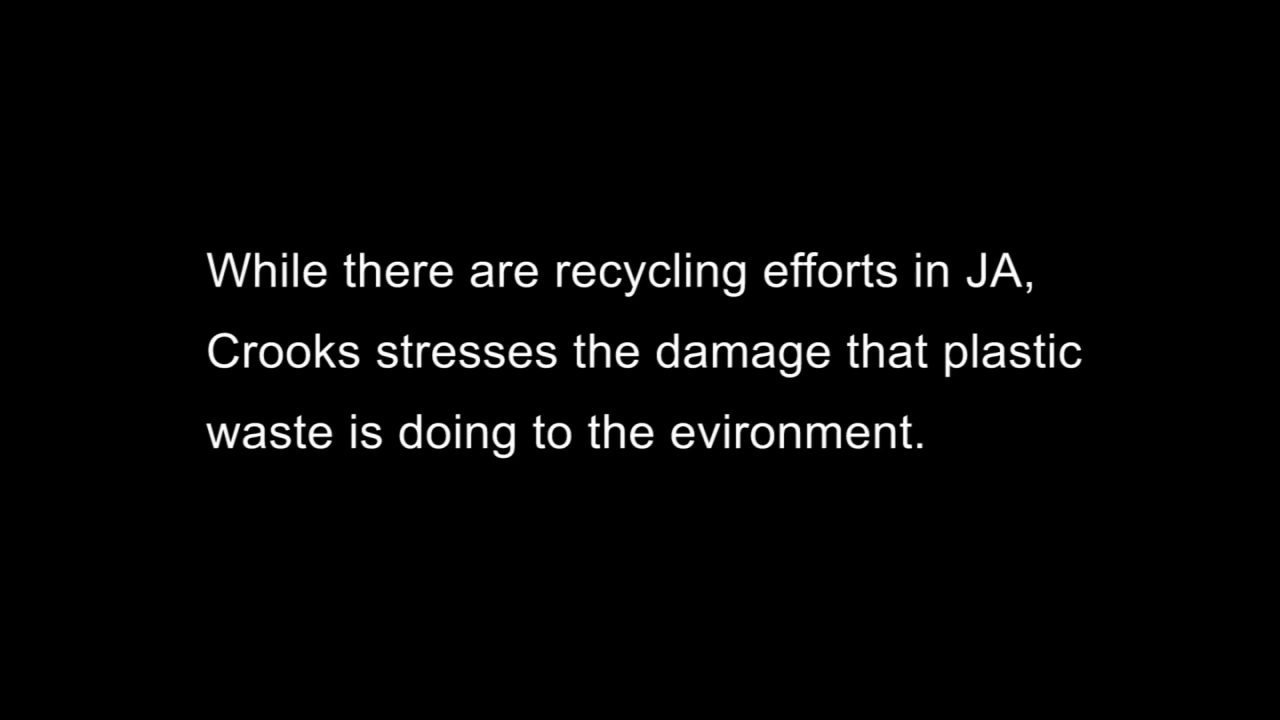 While there are recycling efforts in JA,
Crooks stresses the damage that plastic
waste is doing to the evironment.